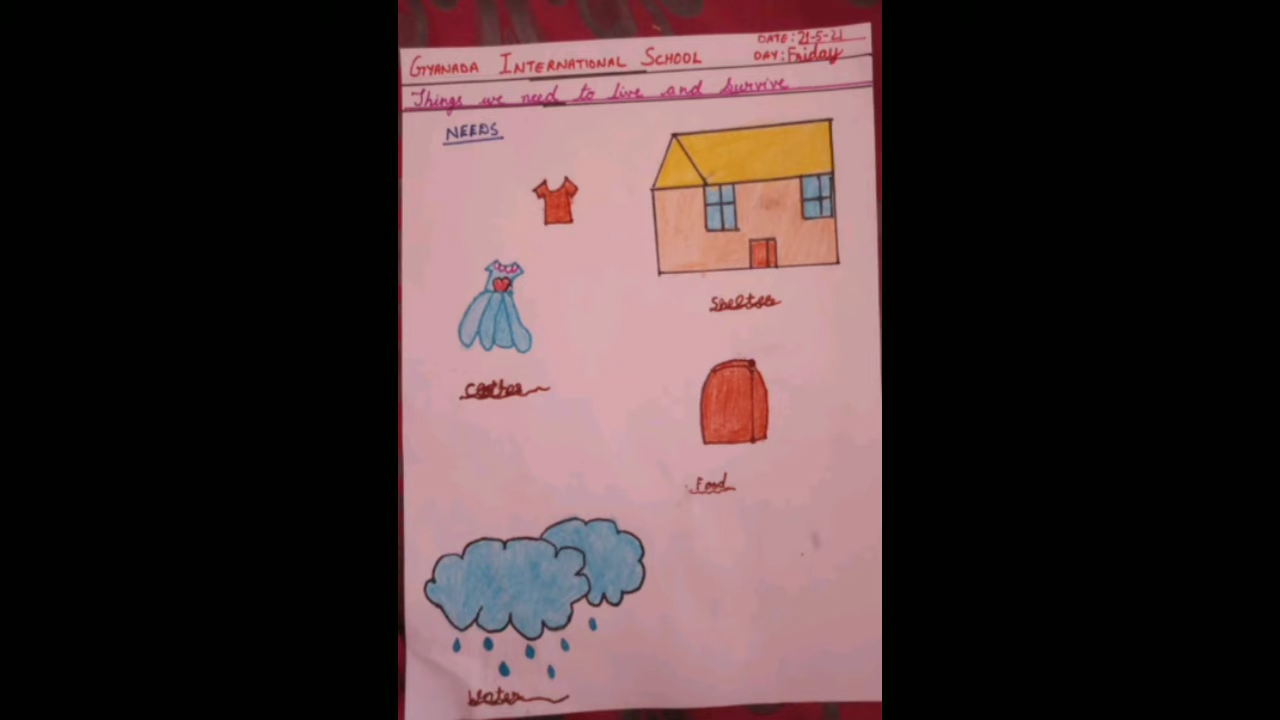 GYANADA INTERNATIONAL SCHOOL
DATE: 21-5-21
DAY: Friday
Things we need to live and survive
NEEDS
Shelter
Clothes
Food
Water